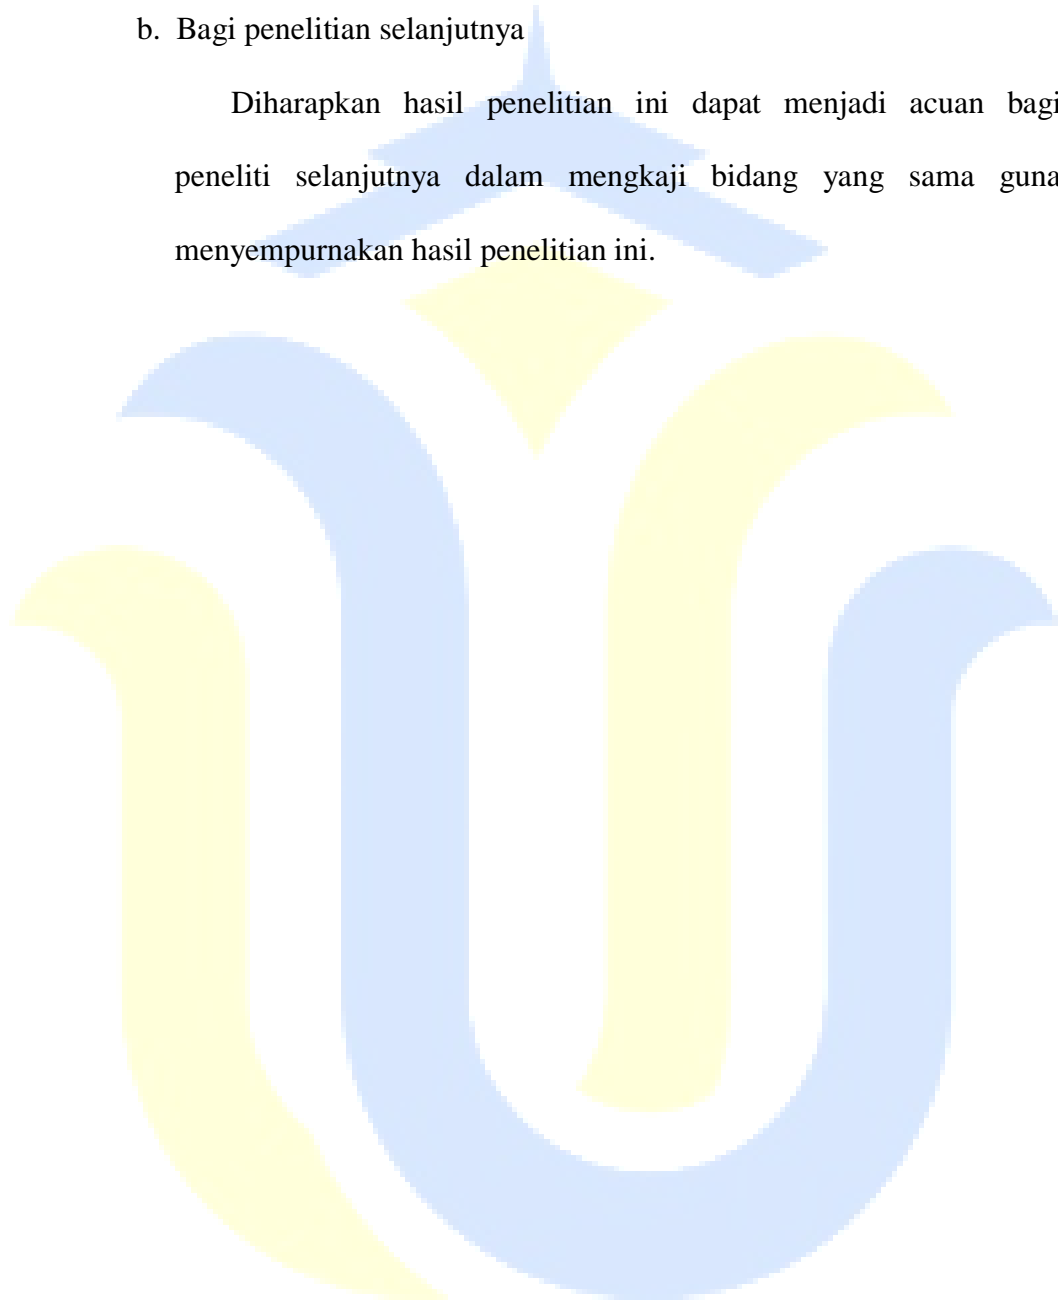 b. Bagi penelitian selanjutnya
Diharapkan hasil penelitian ini dapat menjadi acuan bagi
peneliti selanjutnya dalam mengkaji bidang yang sama guna
menyempurnakan hasil penelitian ini.